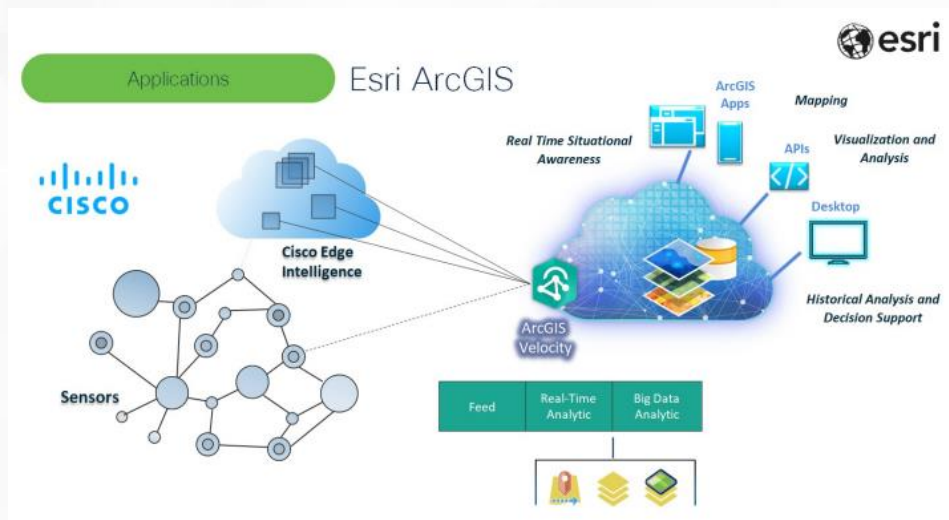 esri
Applications
Esri ArcGIS
ArcGIS
Apps
Mapping
Real Time Situational
Awareness
APIs
Visualization and
Analysis
CISCO
Desktop
Cisco Edge
Intelligence
Historical Analysis and
Decision Support
ArcGIS
Velocity
Sensors
Feed
Real-Time
Analytic
Big Data
Analytic